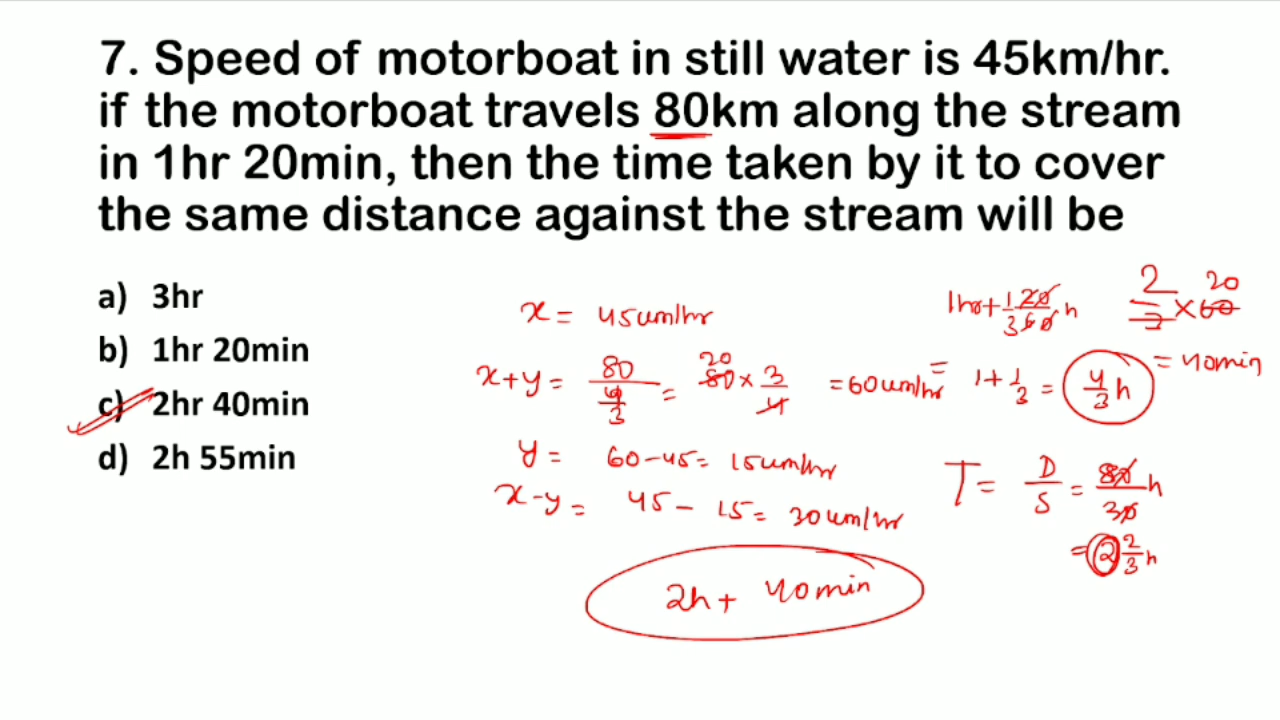 7. Speed of motorboat in still water is 45km/hr.
if the motorboat travels 80km along the stream
in 1hr 20min, then the time taken by it to cover
the same distance against the stream will be
a) 3hr
b) 1hr 20min
c) 2hr 40min
d) 2h 55min
x = 45km/hr
x+y = 80/(4/3) = 80 20 × 3/4 = 60km/hr
y = 60-45 = 15km/hr
x-y = 45 - 15 = 30km/hr
2h + 40min
1hr + 1 20/3 60 h
= 1 + 1/3 = 4/3 h
2/3 × 60 20
= 40min
T = D/S = 80/30 h
= 2 2/3 h